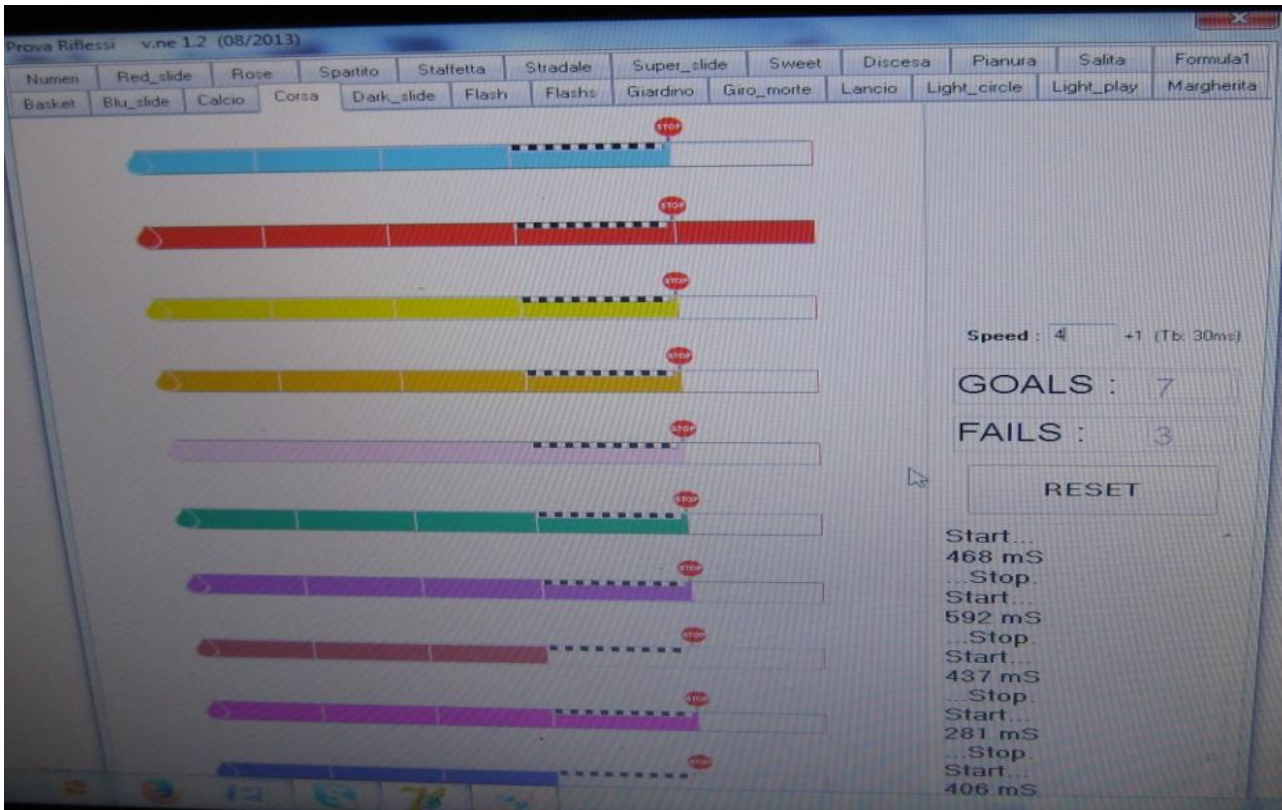 Prova Riflessi v.ne 1.2 (08/2013)
Numeri Red_slide Rose Spartito Staffetta Stradale Super_slide Sweet Discesa Pianura Salita Formula1
Basket Blu_slide Calcio Corsa Dark_slide Flash Flashs Giardino Giro_morte Lancio Light_circle Light_play Margherita
STOP
STOP
STOP
STOP
STOP
STOP
STOP
STOP
STOP
STOP
Speed : 4 +1 (Tb: 30ms)
GOALS : 7
FAILS : 3
RESET
Start...
468 mS
...Stop.
Start...
592 mS
...Stop.
Start...
437 mS
...Stop.
Start...
281 mS
...Stop.
Start...
406 mS